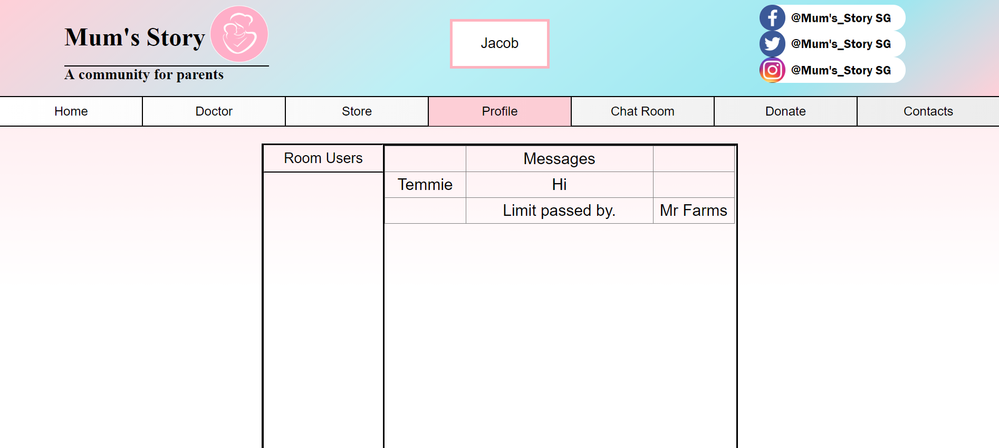 Mum's Story
A community for parents
Jacob
@Mum's_Story SG
@Mum's_Story SG
@Mum's_Story SG
Home Doctor Store Profile Chat Room Donate Contacts
Room Users
Messages
Temmie Hi
Limit passed by. Mr Farms